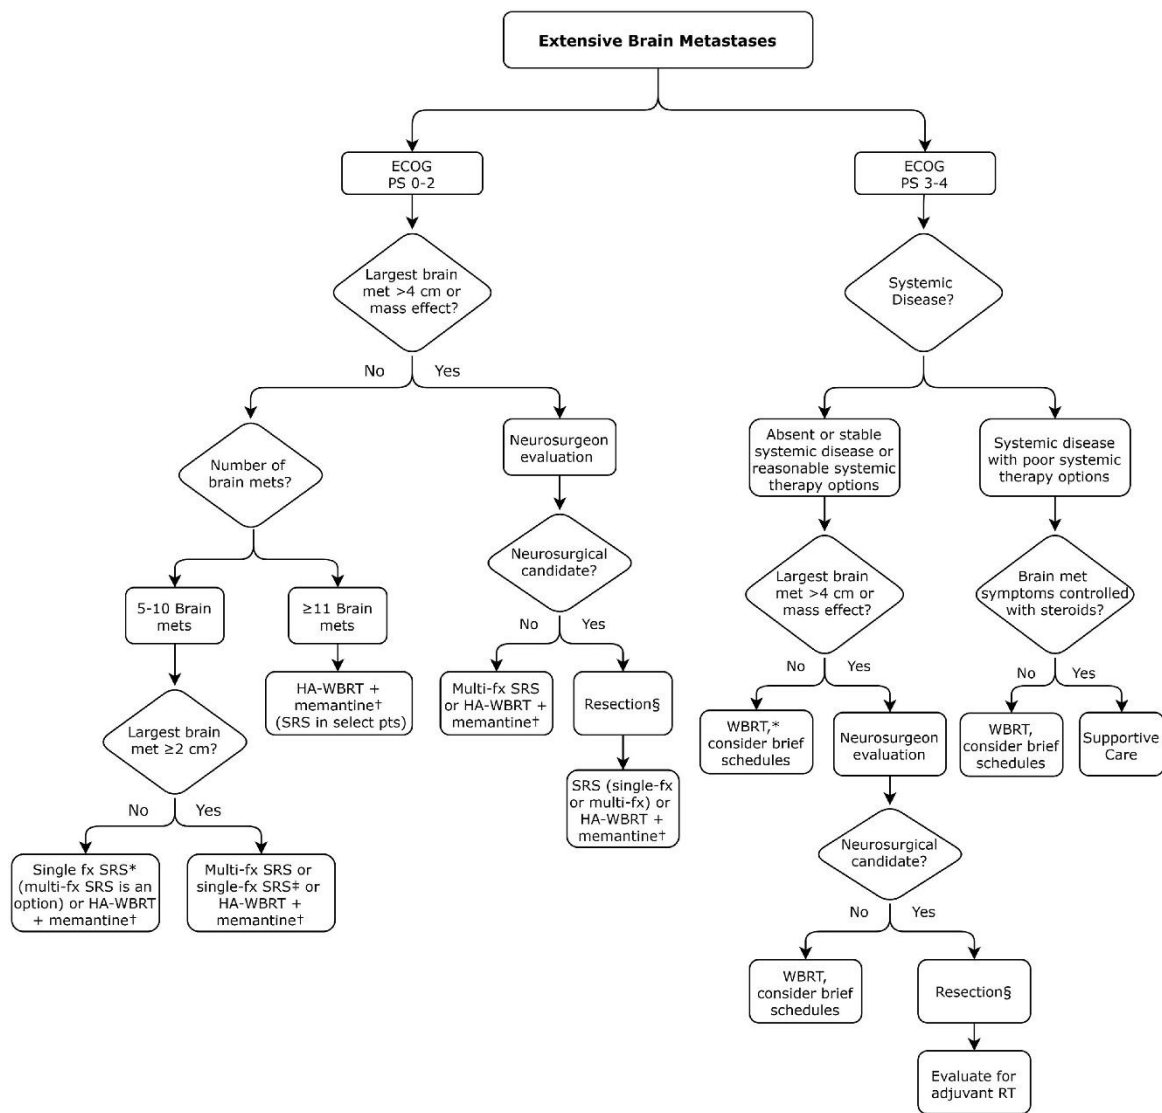 Extensive Brain Metastases
ECOG
PS 0-2
ECOG
PS 3-4
Largest brain
met >4 cm or
mass effect?
Systemic
Disease?
No
Yes
Number of
brain mets?
Neurosurgeon
evaluation
Absent or stable
systemic disease or
reasonable systemic
therapy options
Systemic disease
with poor systemic
therapy options
Neurosurgical
candidate?
Largest brain
met >4 cm or
mass effect?
Brain met
symptoms controlled
with steroids?
5-10 Brain
mets
≥11 Brain
mets
No
Yes
No
Yes
No
Yes
HA-WBRT +
memantine†
(SRS in select pts)
Multi-fx SRS
or HA-WBRT +
memantine†
Resection§
WBRT,*
consider brief
schedules
Neurosurgeon
evaluation
WBRT,
consider brief
schedules
Supportive
Care
Largest brain
met ≥2 cm?
SRS (single-fx
or multi-fx) or
HA-WBRT +
memantine†
No
Yes
Neurosurgical
candidate?
Single fx SRS*
(multi-fx SRS is an
option) or HA-WBRT
+ memantine†
Multi-fx SRS or
single-fx SRS‡ or
HA-WBRT +
memantine†
No
Yes
WBRT,
consider brief
schedules
Resection§
Evaluate for
adjuvant RT